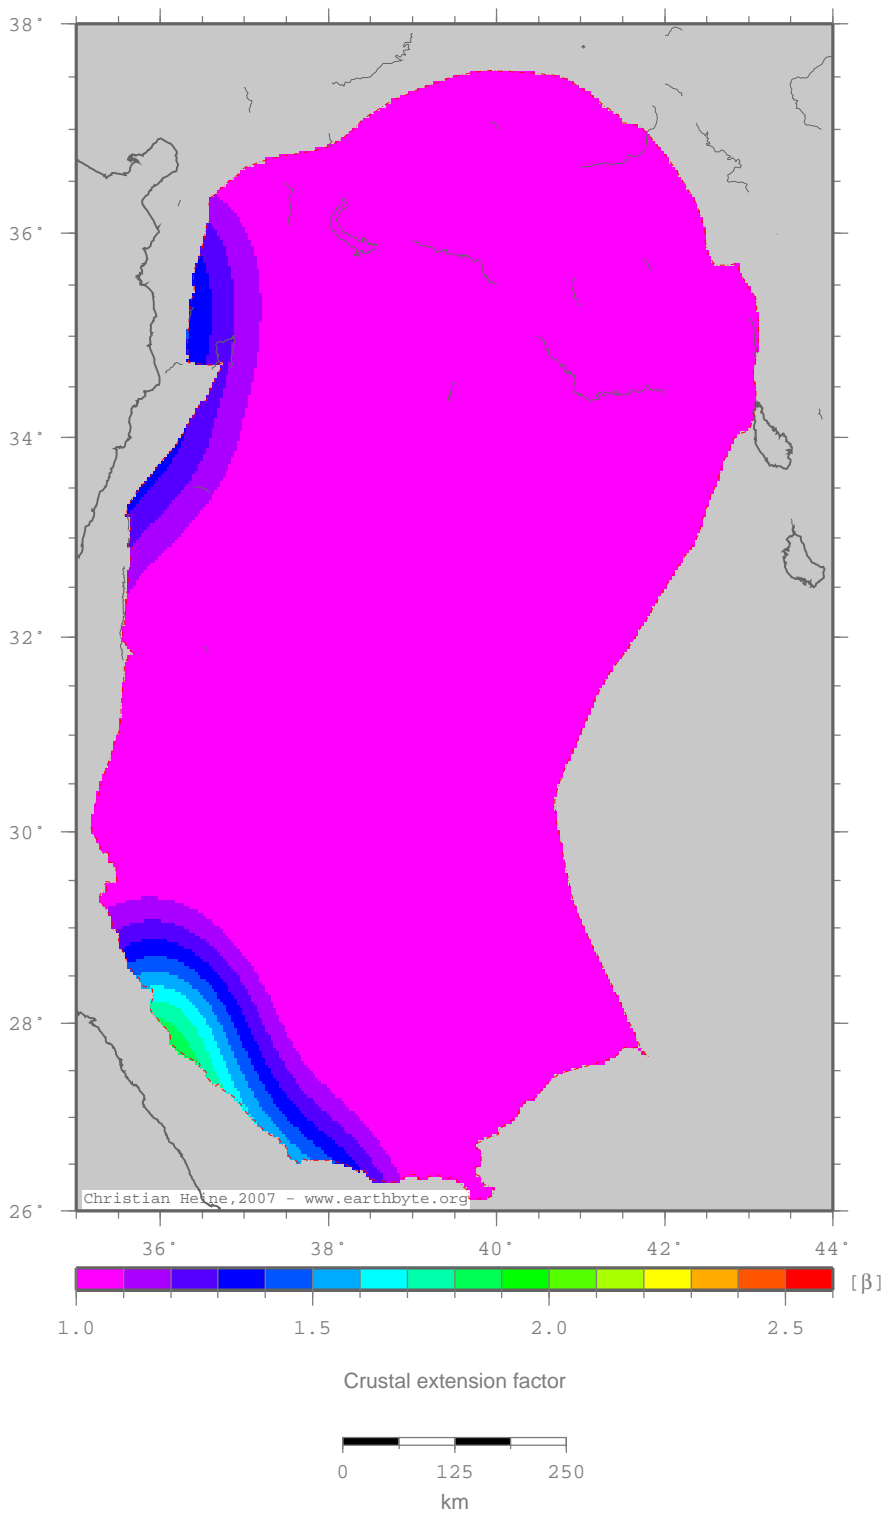 38°
36°
34°
32°
30°
28°
26°
Christian Heine,2007 - www.earthbyte.org
36° 38° 40° 42° 44°
[β]
1.0 1.5 2.0 2.5
Crustal extension factor
0 125 250
km